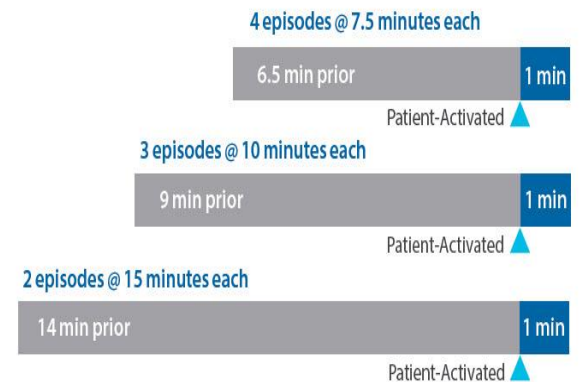 4 episodes @ 7.5 minutes each
6.5 min prior 1 min
Patient-Activated
3 episodes @ 10 minutes each
9 min prior 1 min
Patient-Activated
2 episodes @ 15 minutes each
14 min prior 1 min
Patient-Activated